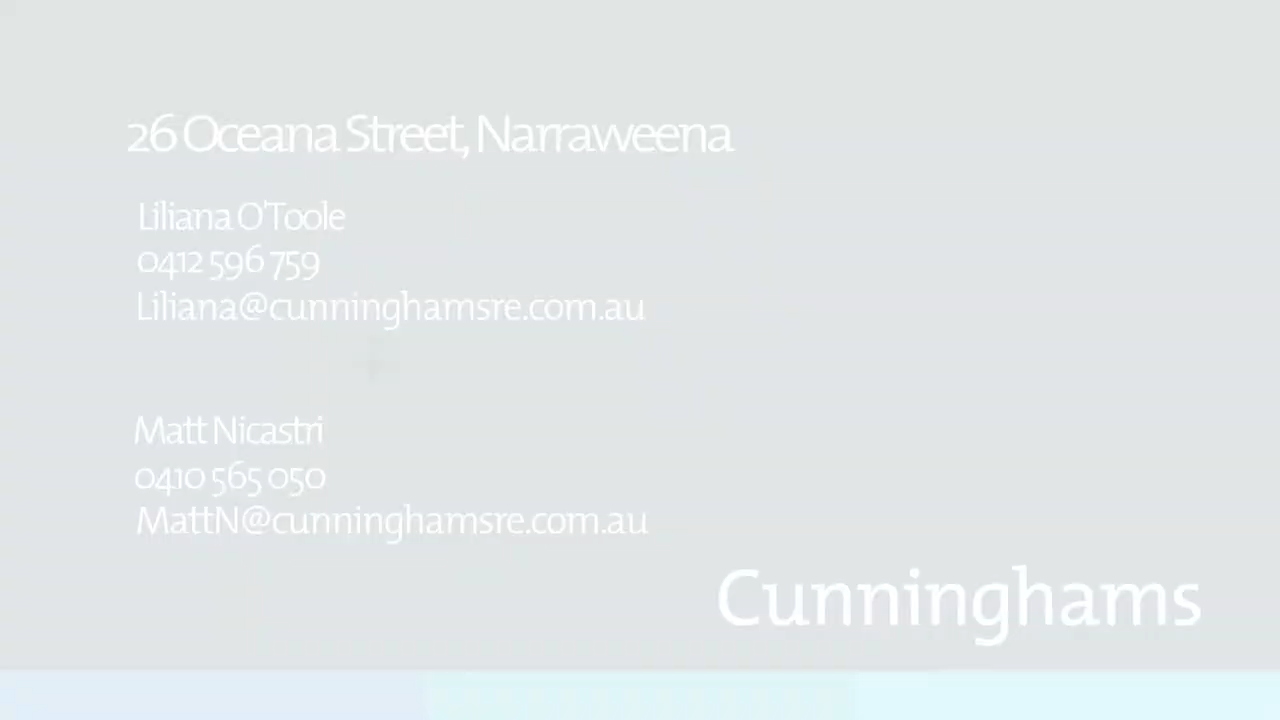 26 Oceana Street, Narraweena
Liliana O'Toole
0412 596 759
Liliana@cunninghamsre.com.au
Matt Nicastri
0410 565 050
MattN@cunninghamsre.com.au
Cunninghams